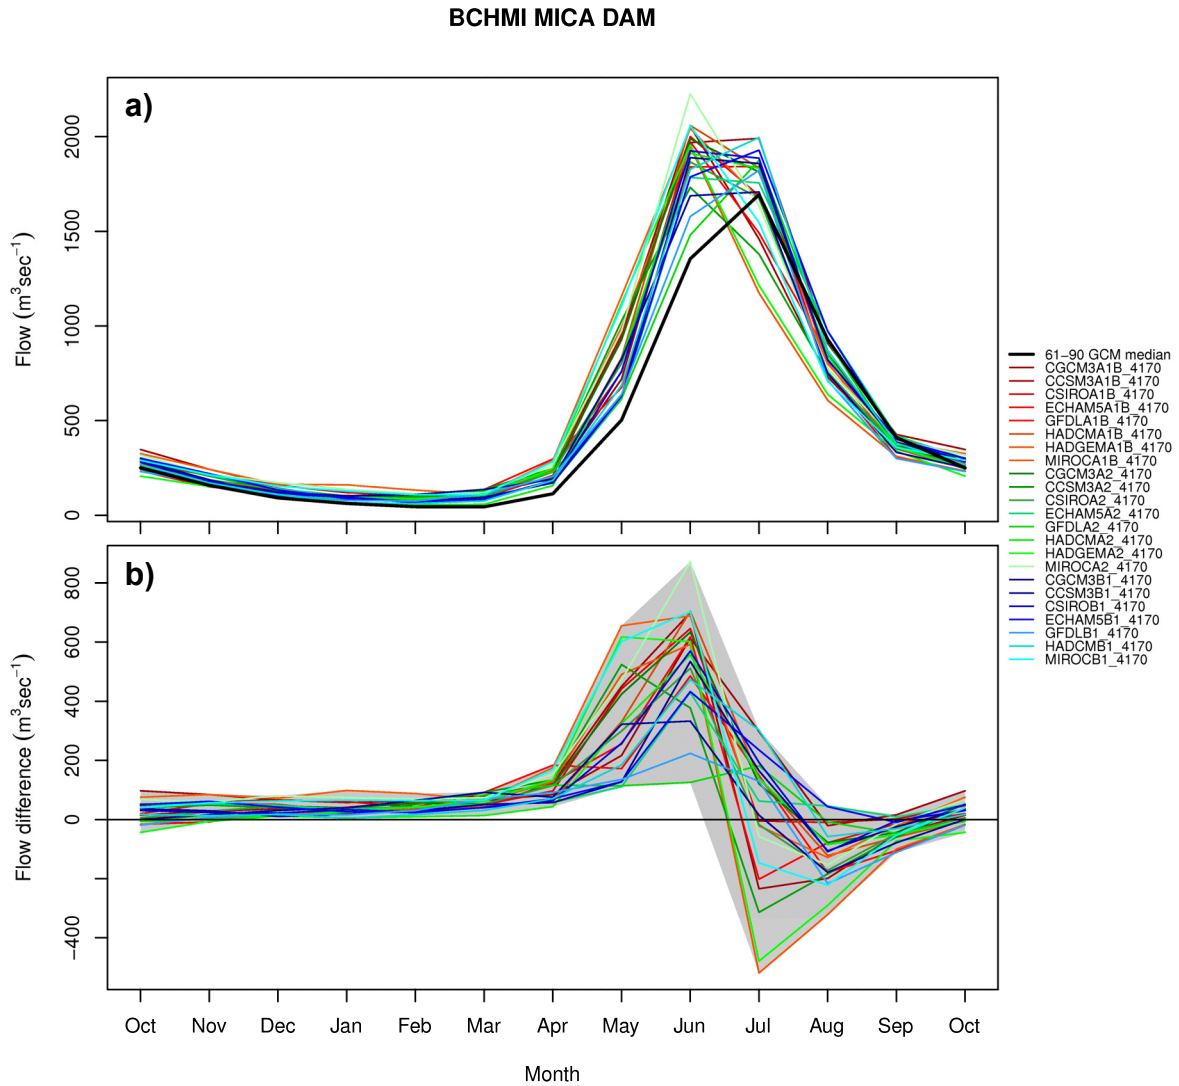 BCHMI MICA DAM
a)
Flow (m³sec⁻¹)
2000
1500
1000
500
0
b)
Flow difference (m³sec⁻¹)
800
600
400
200
0
−400
Oct Nov Dec Jan Feb Mar Apr May Jun Jul Aug Sep Oct
Month
61−90 GCM median
CGCM3A1B_4170
CCSM3A1B_4170
CSIROA1B_4170
ECHAM5A1B_4170
GFDLA1B_4170
HADCMA1B_4170
HADGEMA1B_4170
MIROCA1B_4170
CGCM3A2_4170
CCSM3A2_4170
CSIROA2_4170
ECHAM5A2_4170
GFDLA2_4170
HADCMA2_4170
HADGEMA2_4170
MIROCA2_4170
CGCM3B1_4170
CCSM3B1_4170
CSIROB1_4170
ECHAM5B1_4170
GFDLB1_4170
HADCMB1_4170
MIROCB1_4170